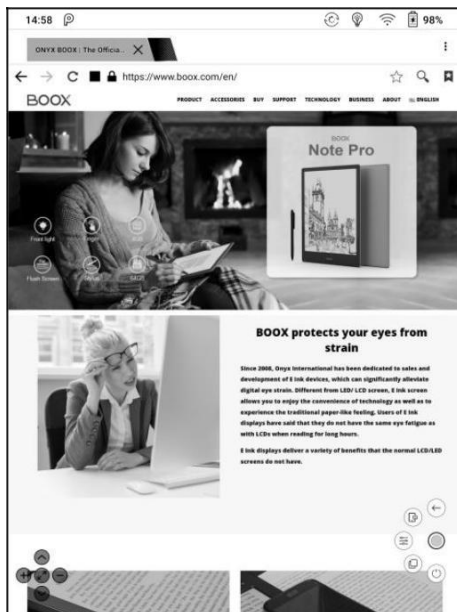 14:58
98%
ONYX BOOX : The Officia...
https://www.boox.com/en/
BOOX
PRODUCT ACCESSORIES BUY SUPPORT TECHNOLOGY BUSINESS ABOUT ENGLISH
BOOX
Note Pro
Front light
Flash Screen
BOOX protects your eyes from
strain
Since 2008, Onyx International has been dedicated to sales and
development of E ink devices, which can significantly alleviate
digital eye strain. Different from LED/ LCD screen, E ink screen
allows you to enjoy the convenience of technology as well as to
experience the traditional paper-like feeling. Users of E ink
displays have said that they do not have the same eye fatigue as
with LCDs when reading for long hours.
E ink displays deliver a variety of benefits that the normal LCD/LED
screens do not have.